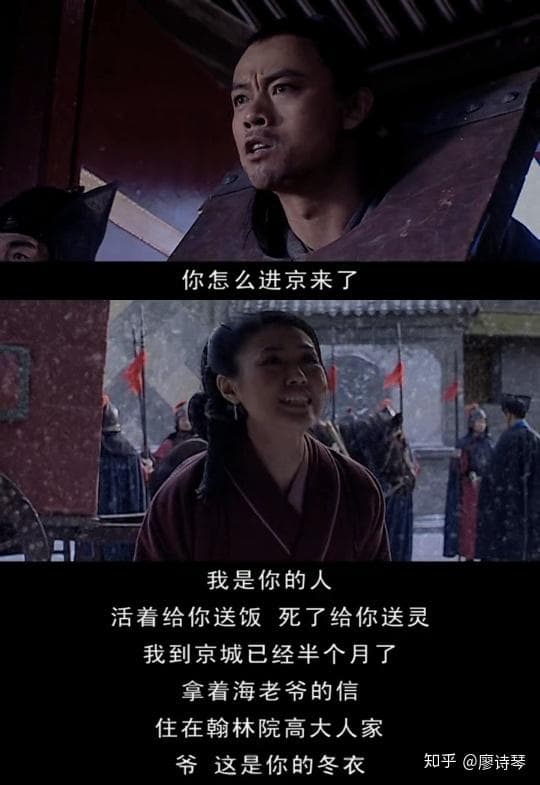 你怎么进京来了
我是你的人
活着给你送饭 死了给你送灵
我到京城已经半个月了
拿着海老爷的信
住在翰林院高大人家
爷 这是你的冬衣
知乎 @廖诗琴